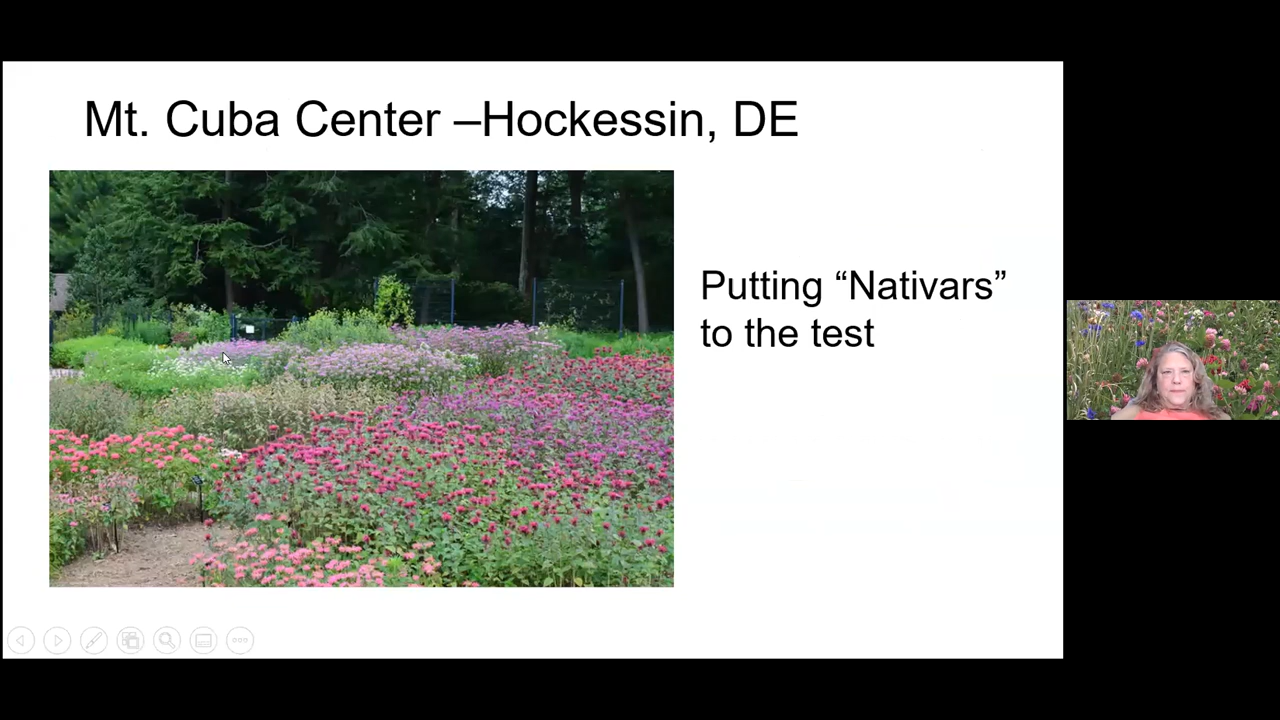 Mt. Cuba Center –Hockessin, DE
Putting “Nativars”
to the test